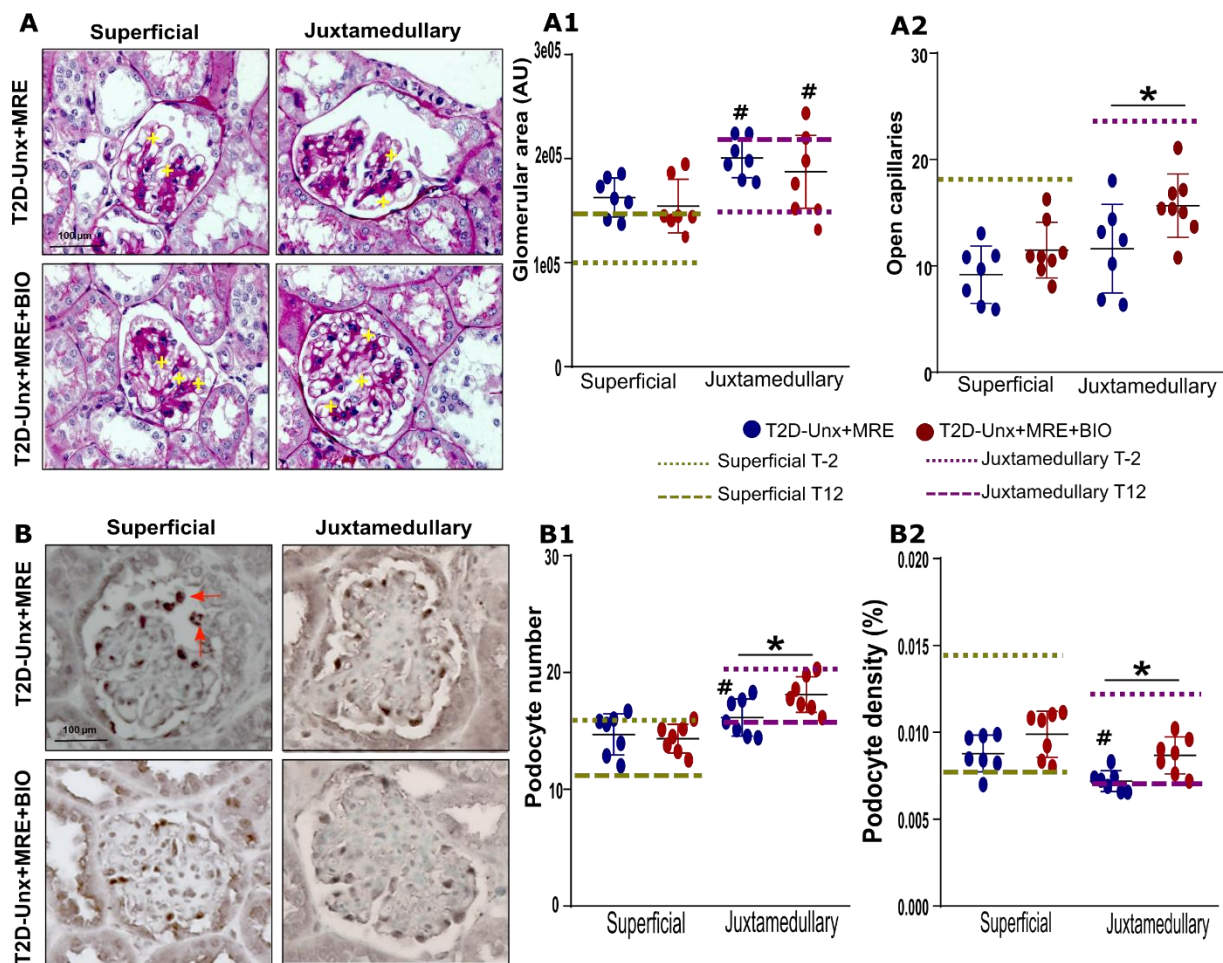 A
Superficial
Juxtamedullary
T2D-Unx+MRE
100 µm
T2D-Unx+MRE+BIO
A1
Glomerular area (AU)
3e05
2e05
1e05
0
#
#
Superficial
Juxtamedullary
A2
Open capillaries
30
20
10
0
*
Superficial
Juxtamedullary
T2D-Unx+MRE
T2D-Unx+MRE+BIO
Superficial T-2
Juxtamedullary T-2
Superficial T12
Juxtamedullary T12
B
Superficial
Juxtamedullary
T2D-Unx+MRE
100 µm
T2D-Unx+MRE+BIO
B1
Podocyte number
30
20
10
0
#
*
Superficial
Juxtamedullary
B2
Podocyte density (%)
0.020
0.015
0.010
0.005
0.000
#
*
Superficial
Juxtamedullary